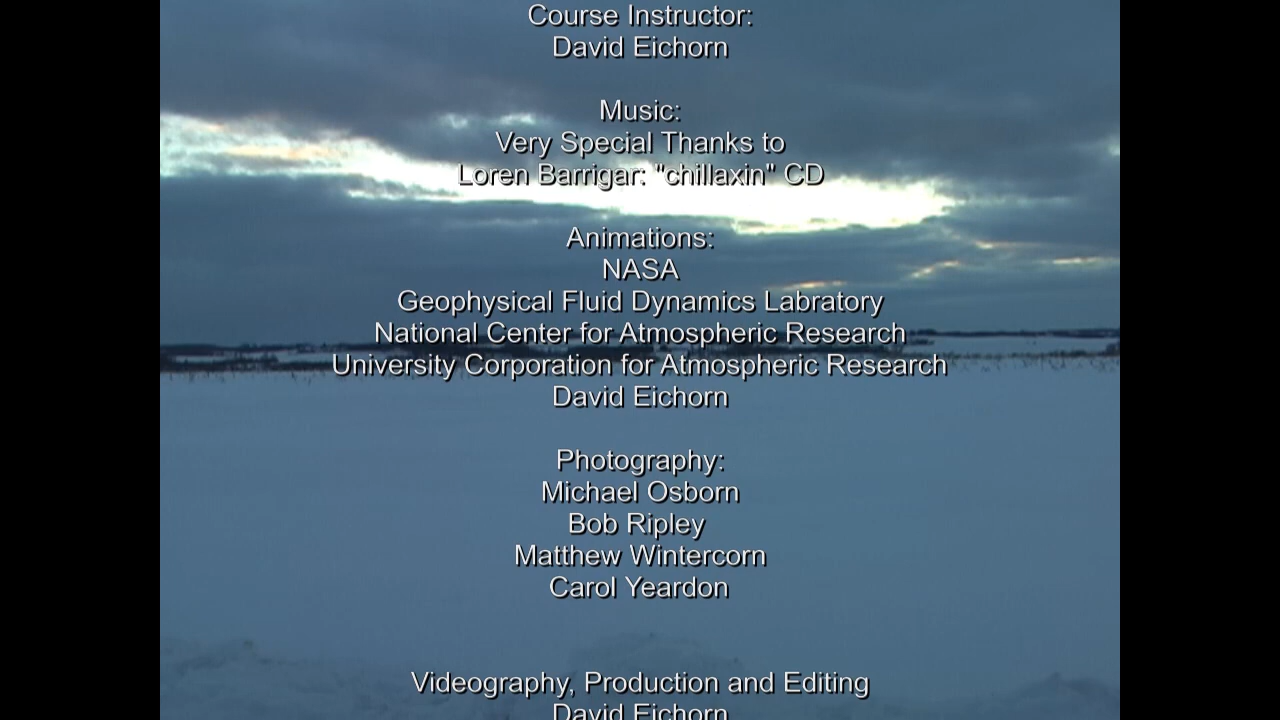 Course Instructor:
David Eichorn
Music:
Very Special Thanks to
Loren Barrigar: "chillaxin" CD
Animations:
NASA
Geophysical Fluid Dynamics Labratory
National Center for Atmospheric Research
University Corporation for Atmospheric Research
David Eichorn
Photography:
Michael Osborn
Bob Ripley
Matthew Wintercorn
Carol Yeardon
Videography, Production and Editing
David Eichorn